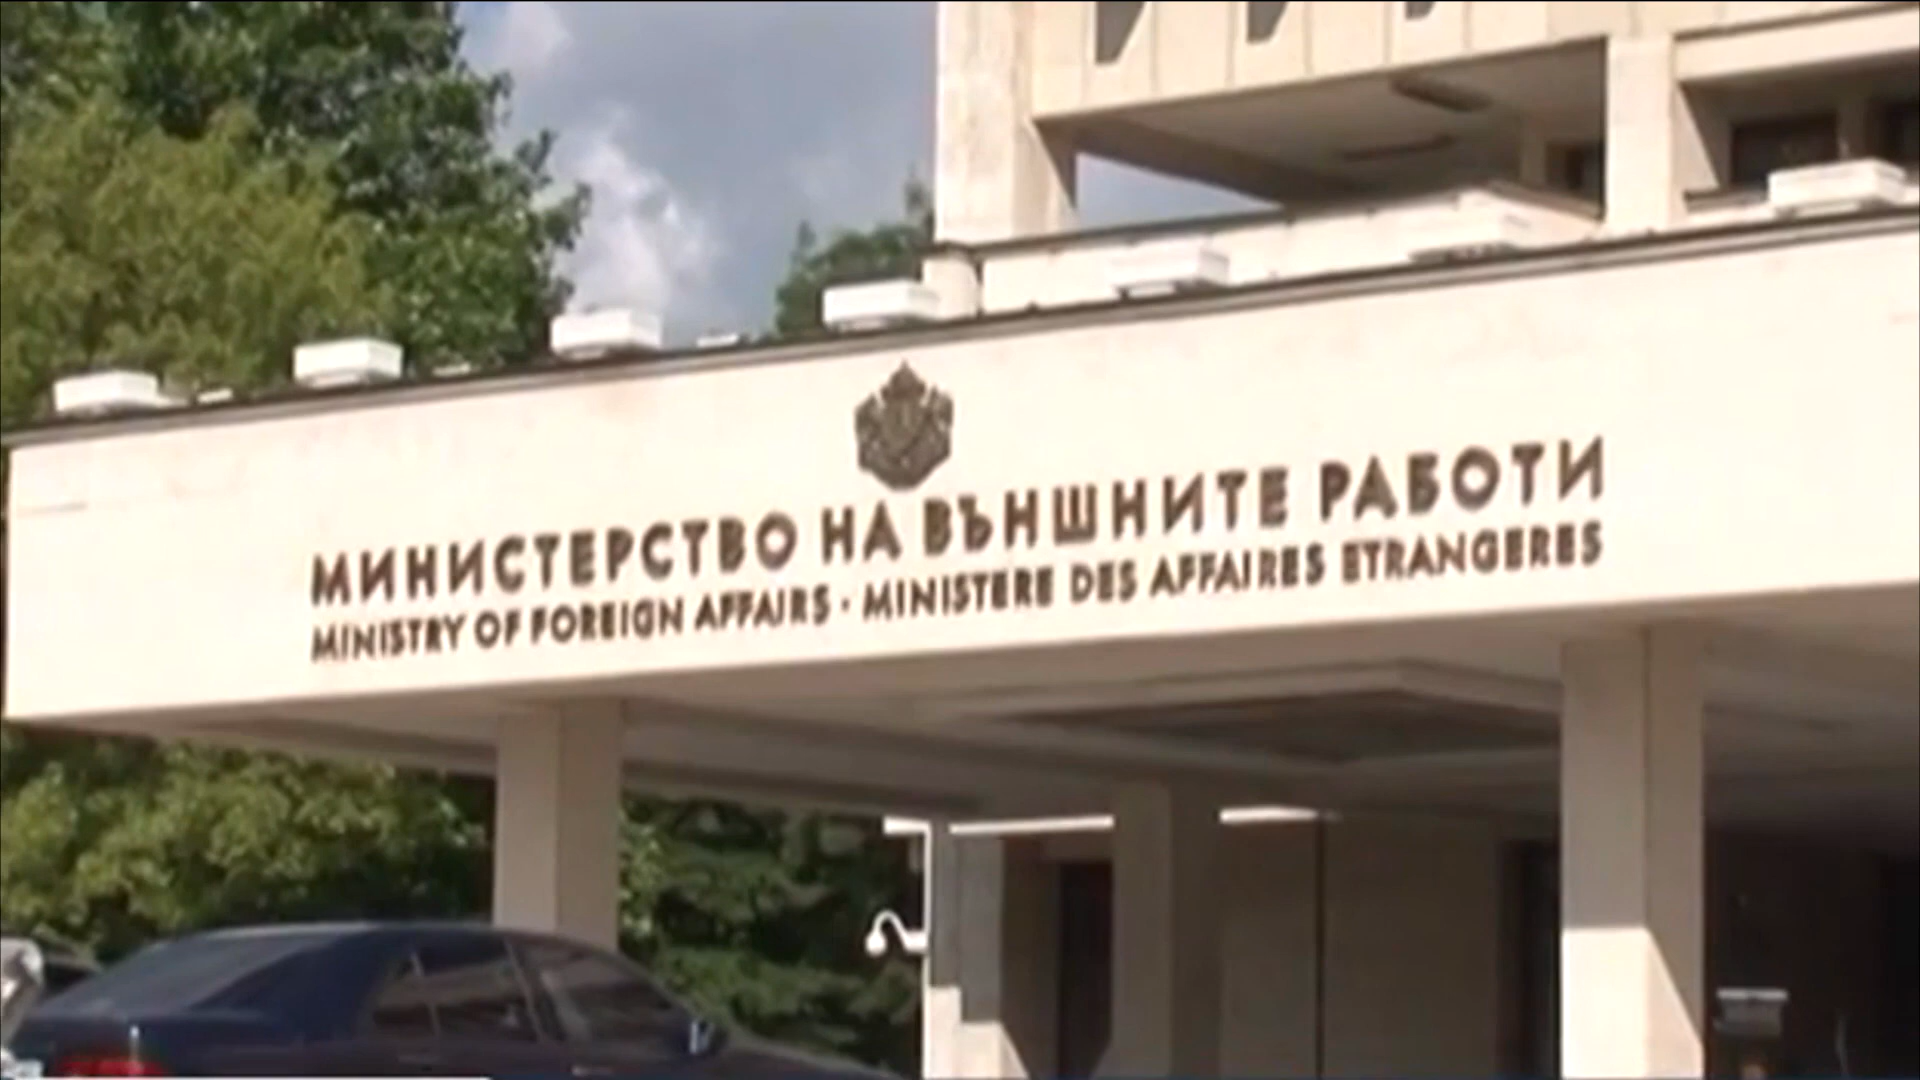 МИНИСТЕРСТВО НА ВЪНШНИТЕ РАБОТИ
MINISTRY OF FOREIGN AFFAIRS · MINISTERE DES AFFAIRES ETRANGERES